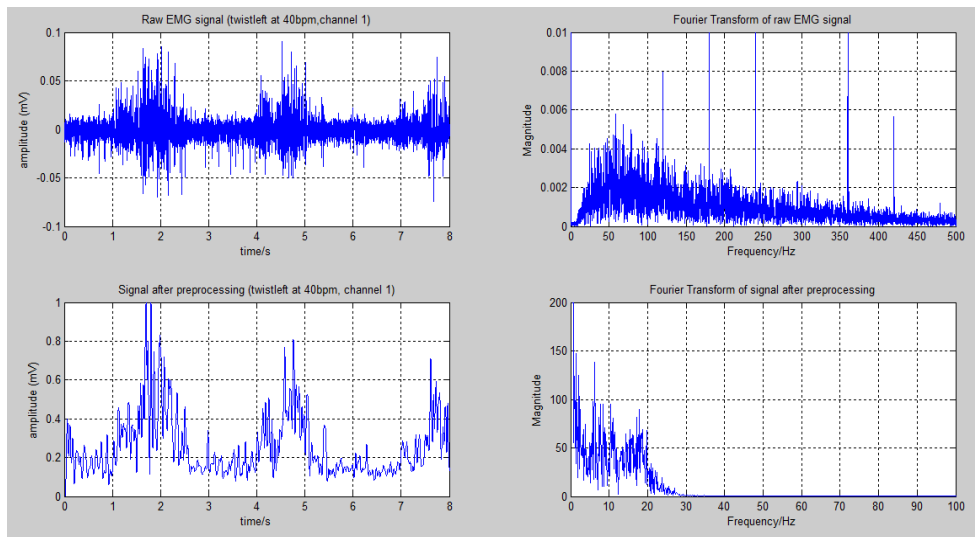 Raw EMG signal (twistleft at 40bpm,channel 1)
amplitude (mV)
0.1
0.05
0
-0.05
-0.1
0 1 2 3 4 5 6 7 8
time/s
Fourier Transform of raw EMG signal
Magnitude
0.01
0.008
0.006
0.004
0.002
0
0 50 100 150 200 250 300 350 400 450 500
Frequency/Hz
Signal after preprocessing (twistleft at 40bpm, channel 1)
amplitude (mV)
1
0.8
0.6
0.4
0.2
0
0 1 2 3 4 5 6 7 8
time/s
Fourier Transform of signal after preprocessing
Magnitude
200
150
100
50
0
0 10 20 30 40 50 60 70 80 90 100
Frequency/Hz